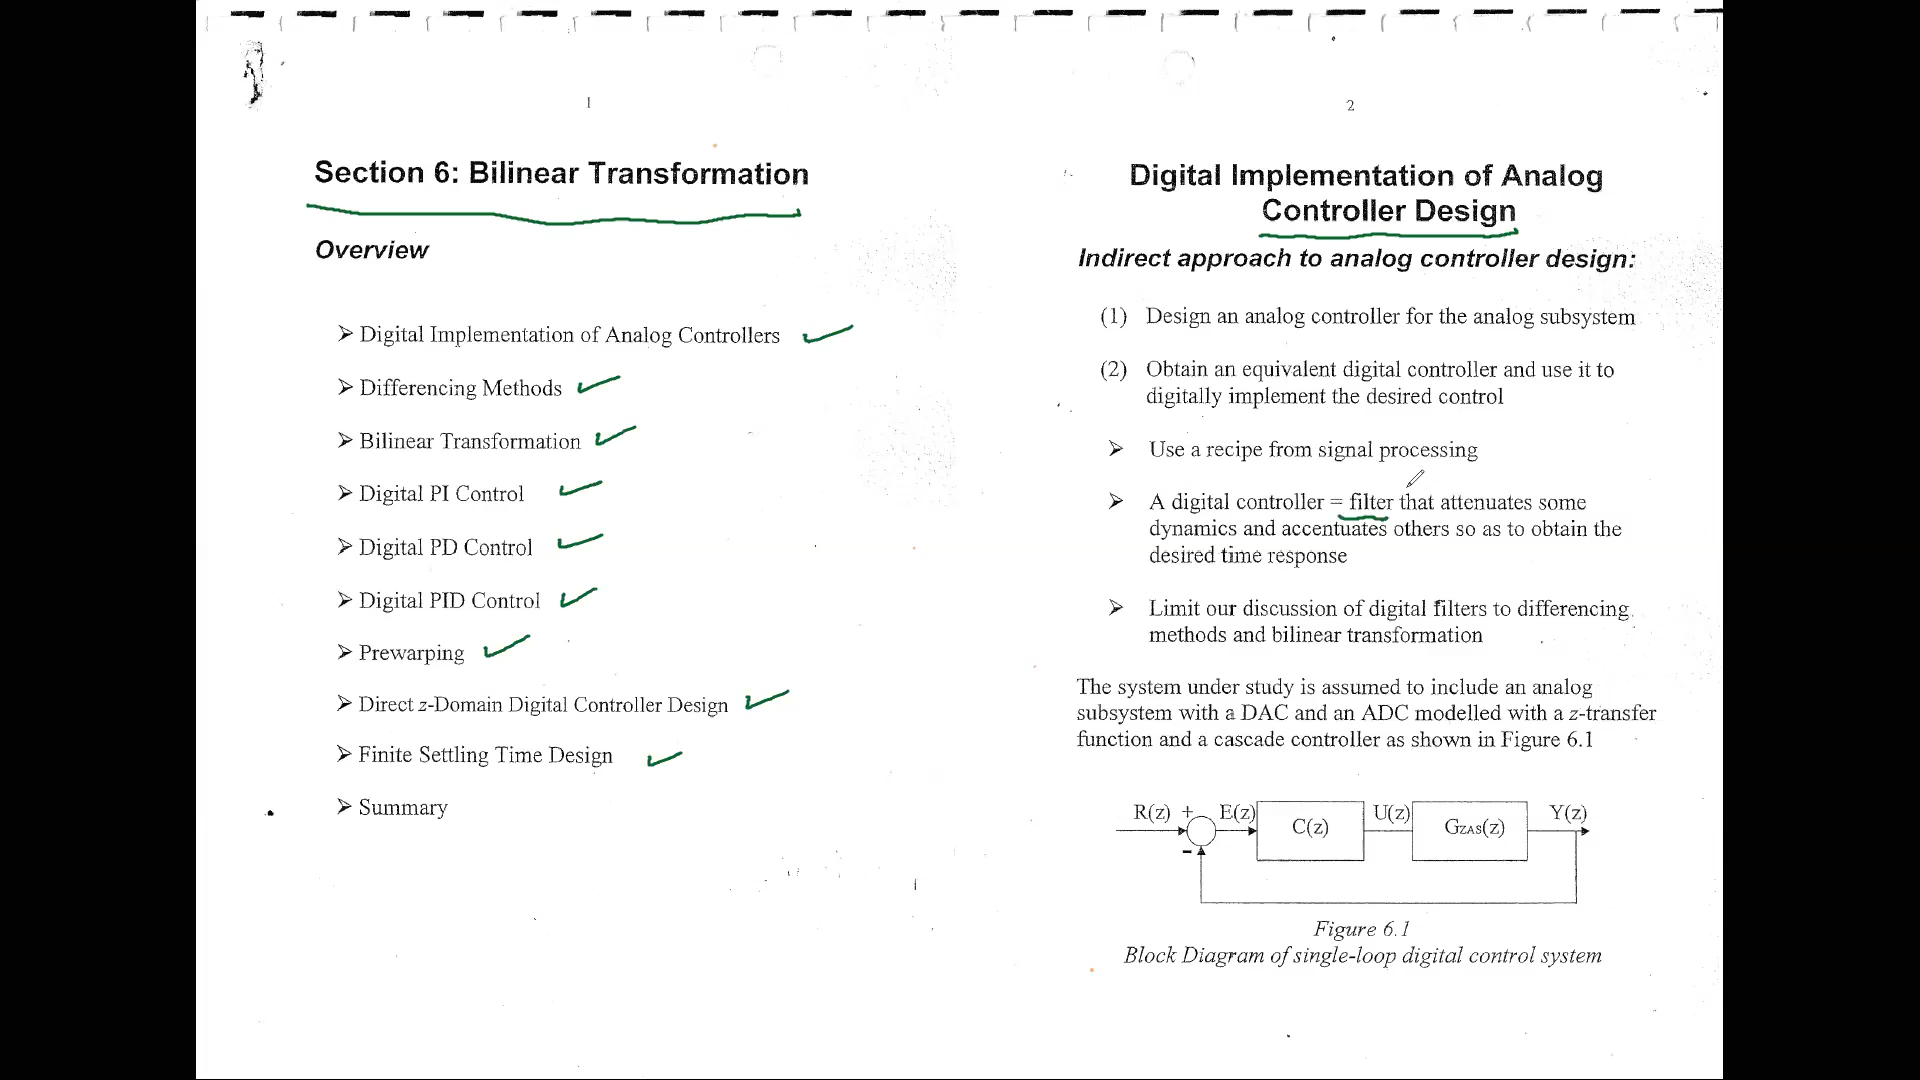 1
Section 6: Bilinear Transformation
Overview
➢ Digital Implementation of Analog Controllers
➢ Differencing Methods
➢ Bilinear Transformation
➢ Digital PI Control
➢ Digital PD Control
➢ Digital PID Control
➢ Prewarping
➢ Direct z-Domain Digital Controller Design
➢ Finite Settling Time Design
➢ Summary
2
Digital Implementation of Analog
Controller Design
Indirect approach to analog controller design:
(1) Design an analog controller for the analog subsystem
(2) Obtain an equivalent digital controller and use it to
digitally implement the desired control
➢ Use a recipe from signal processing
➢ A digital controller = filter that attenuates some
dynamics and accentuates others so as to obtain the
desired time response
➢ Limit our discussion of digital filters to differencing
methods and bilinear transformation
The system under study is assumed to include an analog
subsystem with a DAC and an ADC modelled with a z-transfer
function and a cascade controller as shown in Figure 6.1
R(z) + E(z) C(z) U(z) GZAS(z) Y(z)
-
Figure 6.1
Block Diagram of single-loop digital control system